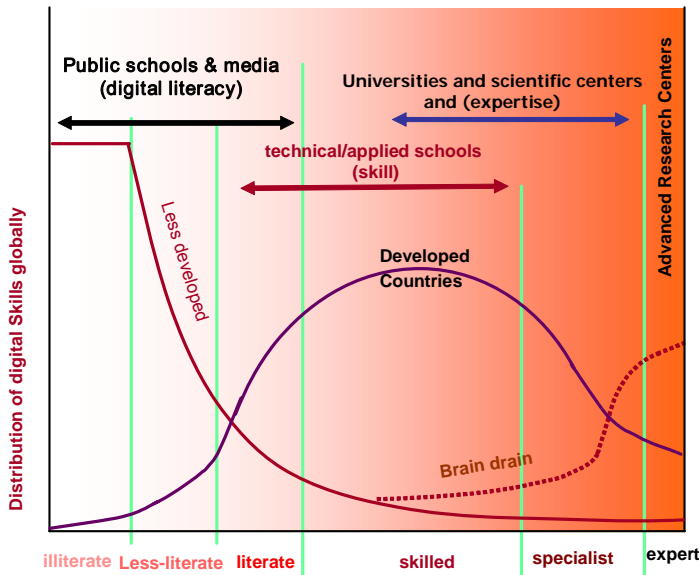 Public schools & media
(digital literacy)
Universities and scientific centers
and (expertise)
technical/applied schools
(skill)
Advanced Research Centers
Less developed
Developed
Countries
Brain drain
Distribution of digital Skills globally
illiterate
Less-literate
literate
skilled
specialist
expert